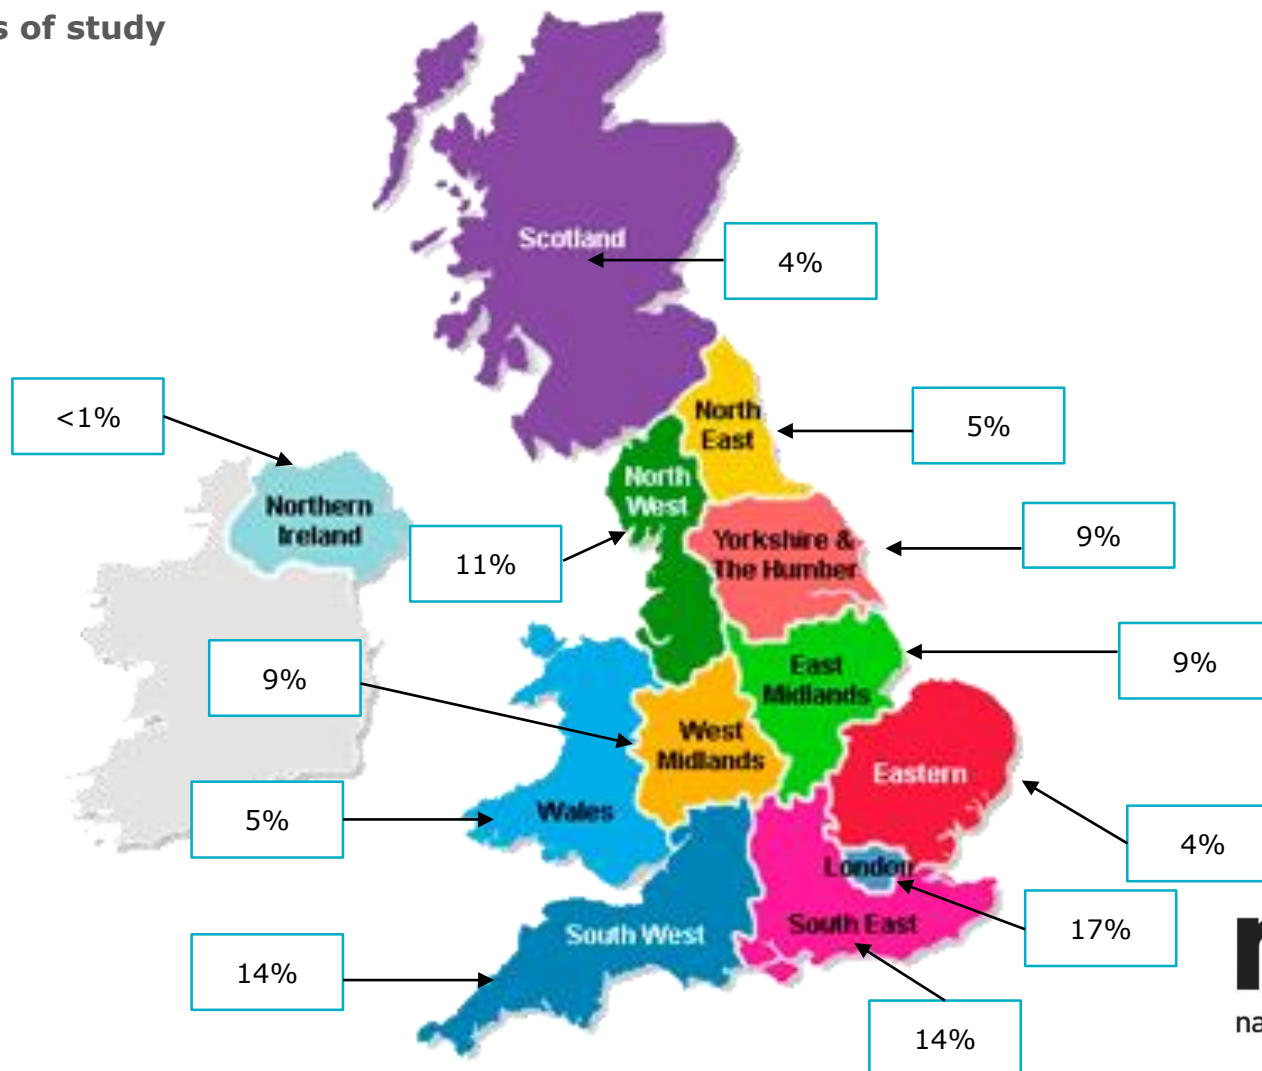 s of study
Scotland
4%
<1%
North
East
5%
North
West
Northern
Ireland
11%
Yorkshire &
The Humber
9%
9%
East
Midlands
9%
West
Midlands
Eastern
5%
Wales
4%
London
South East
17%
South West
14%
14%
na